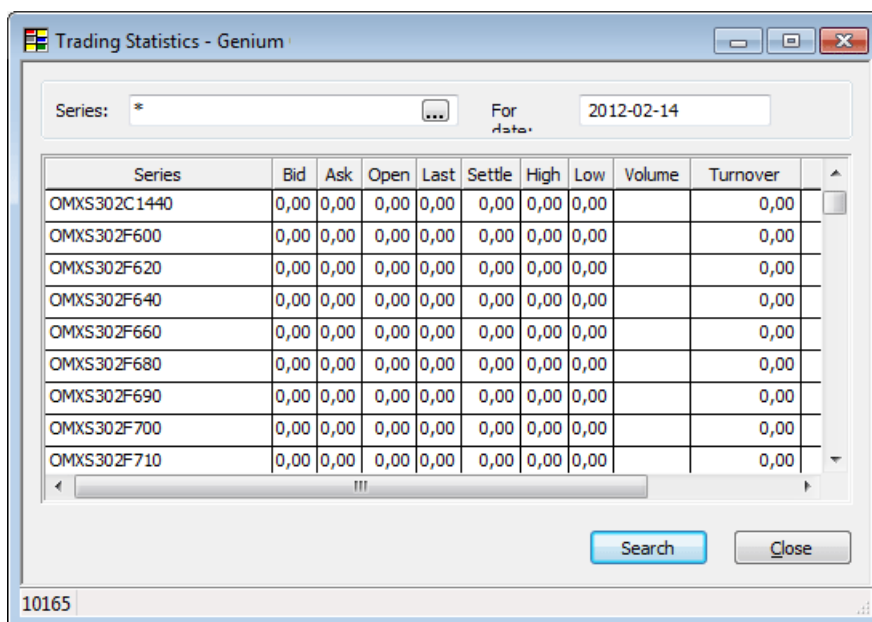 Trading Statistics - Genium
Series: * ... For date: 2012-02-14
Series Bid Ask Open Last Settle High Low Volume Turnover
OMXS302C1440 0,00 0,00 0,00 0,00 0,00 0,00 0,00 0,00
OMXS302F600 0,00 0,00 0,00 0,00 0,00 0,00 0,00 0,00
OMXS302F620 0,00 0,00 0,00 0,00 0,00 0,00 0,00 0,00
OMXS302F640 0,00 0,00 0,00 0,00 0,00 0,00 0,00 0,00
OMXS302F660 0,00 0,00 0,00 0,00 0,00 0,00 0,00 0,00
OMXS302F680 0,00 0,00 0,00 0,00 0,00 0,00 0,00 0,00
OMXS302F690 0,00 0,00 0,00 0,00 0,00 0,00 0,00 0,00
OMXS302F700 0,00 0,00 0,00 0,00 0,00 0,00 0,00 0,00
OMXS302F710 0,00 0,00 0,00 0,00 0,00 0,00 0,00 0,00
Search Close
10165